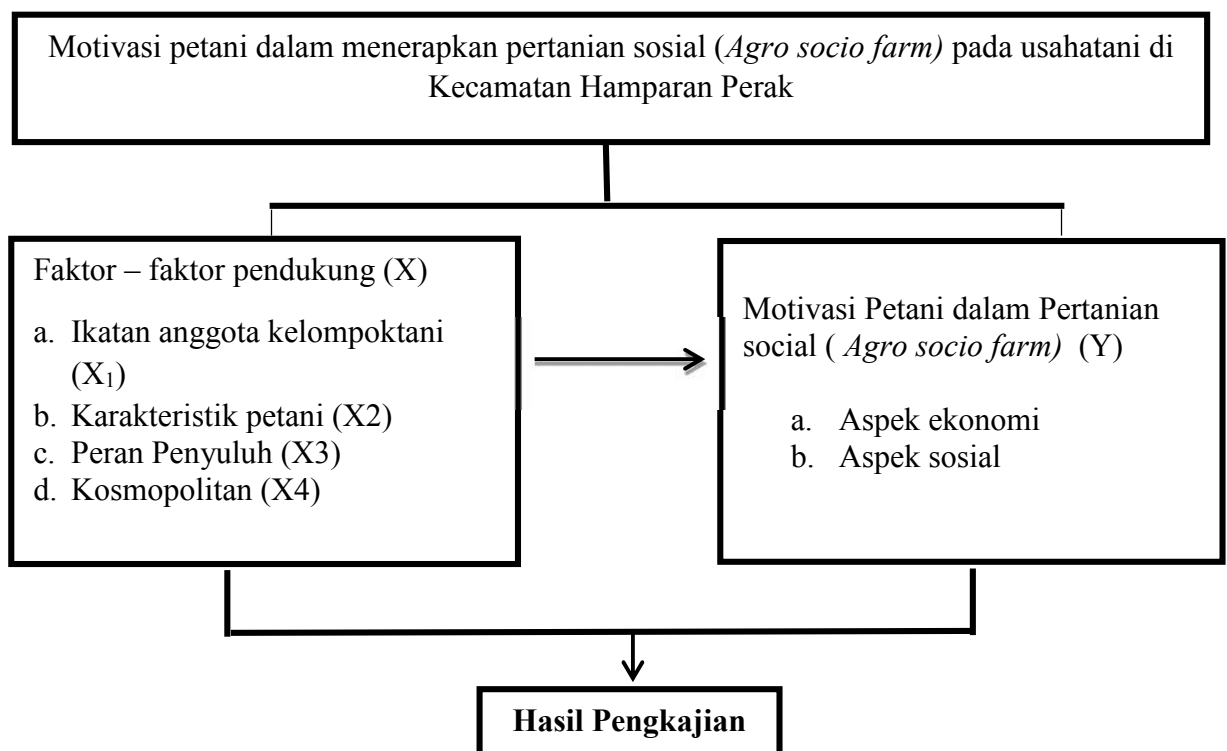 Motivasi petani dalam menerapkan pertanian sosial (Agro socio farm) pada usahatani di
Kecamatan Hamparan Perak
Faktor – faktor pendukung (X)
a. Ikatan anggota kelompoktani
(X₁)
b. Karakteristik petani (X2)
c. Peran Penyuluh (X3)
d. Kosmopolitan (X4)
Motivasi Petani dalam Pertanian
social ( Agro socio farm) (Y)
a. Aspek ekonomi
b. Aspek sosial
Hasil Pengkajian